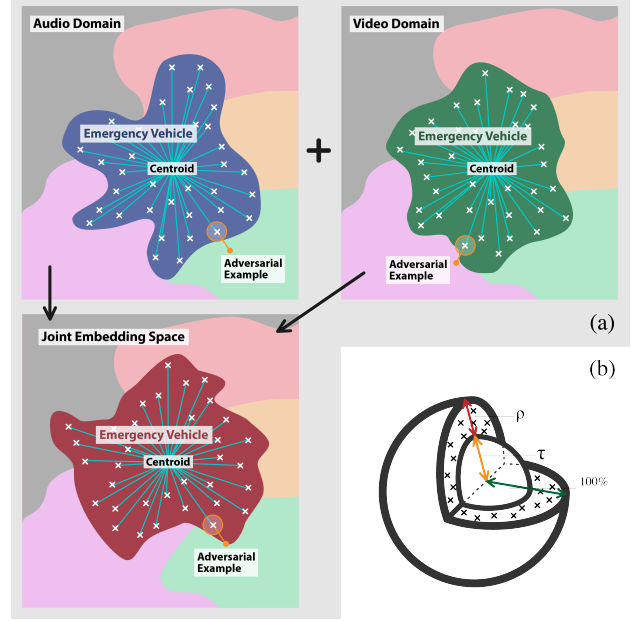 Audio Domain
Emergency Vehicle
Centroid
Adversarial
Example
+
Video Domain
Emergency Vehicle
Centroid
Adversarial
Example
(a)
Joint Embedding Space
Emergency Vehicle
Centroid
Adversarial
Example
(b)
ρ
τ
100%